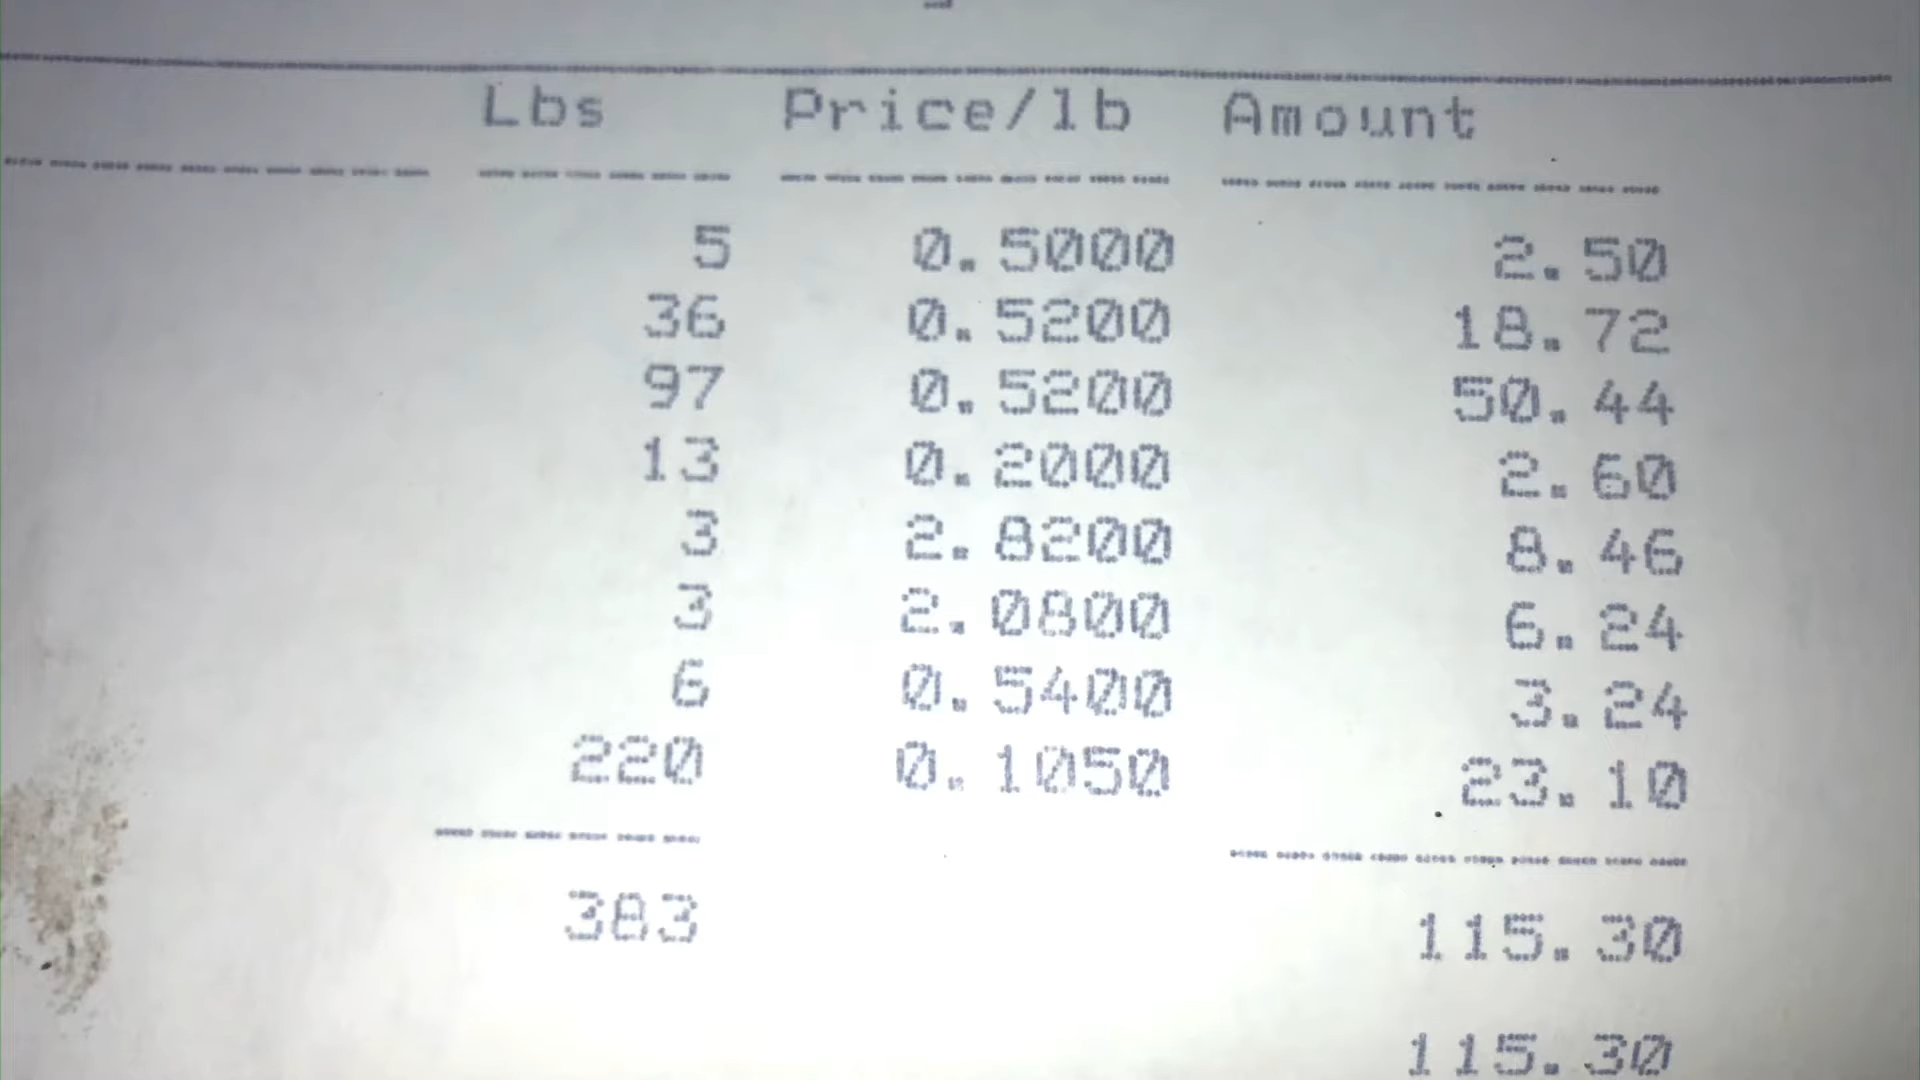 Lbs Price/lb Amount
5 0.5000 2.50
36 0.5200 18.72
97 0.5200 50.44
13 0.2000 2.60
3 2.8200 8.46
3 2.0800 6.24
6 0.5400 3.24
220 0.1050 23.10
383 115.30
115.30